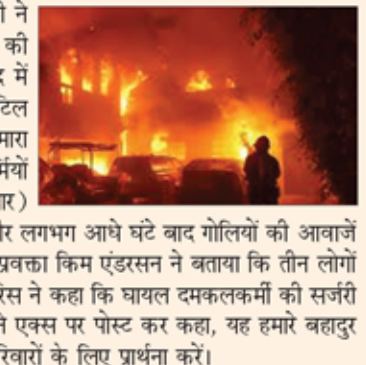 ी ने
की
में
टिल
मारा
र्मियों
ार)
ौर लगभग आधे घंटे बाद गोलियों की आवाजें
प्रवक्ता किम एंडरसन ने बताया कि तीन लोगों
रिस ने कहा कि घायल दमकलकर्मी की सर्जरी
ने एक्स पर पोस्ट कर कहा, यह हमारे बहादुर
रिवारों के लिए प्रार्थना करें।